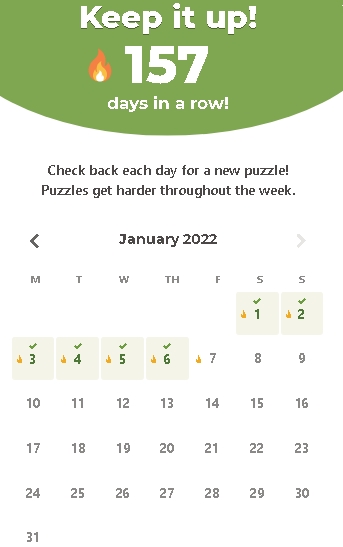 Keep it up!
157
days in a row!
Check back each day for a new puzzle!
Puzzles get harder throughout the week.
January 2022
M T W TH F S S
1 2
3 4 5 6 7 8 9
10 11 12 13 14 15 16
17 18 19 20 21 22 23
24 25 26 27 28 29 30
31